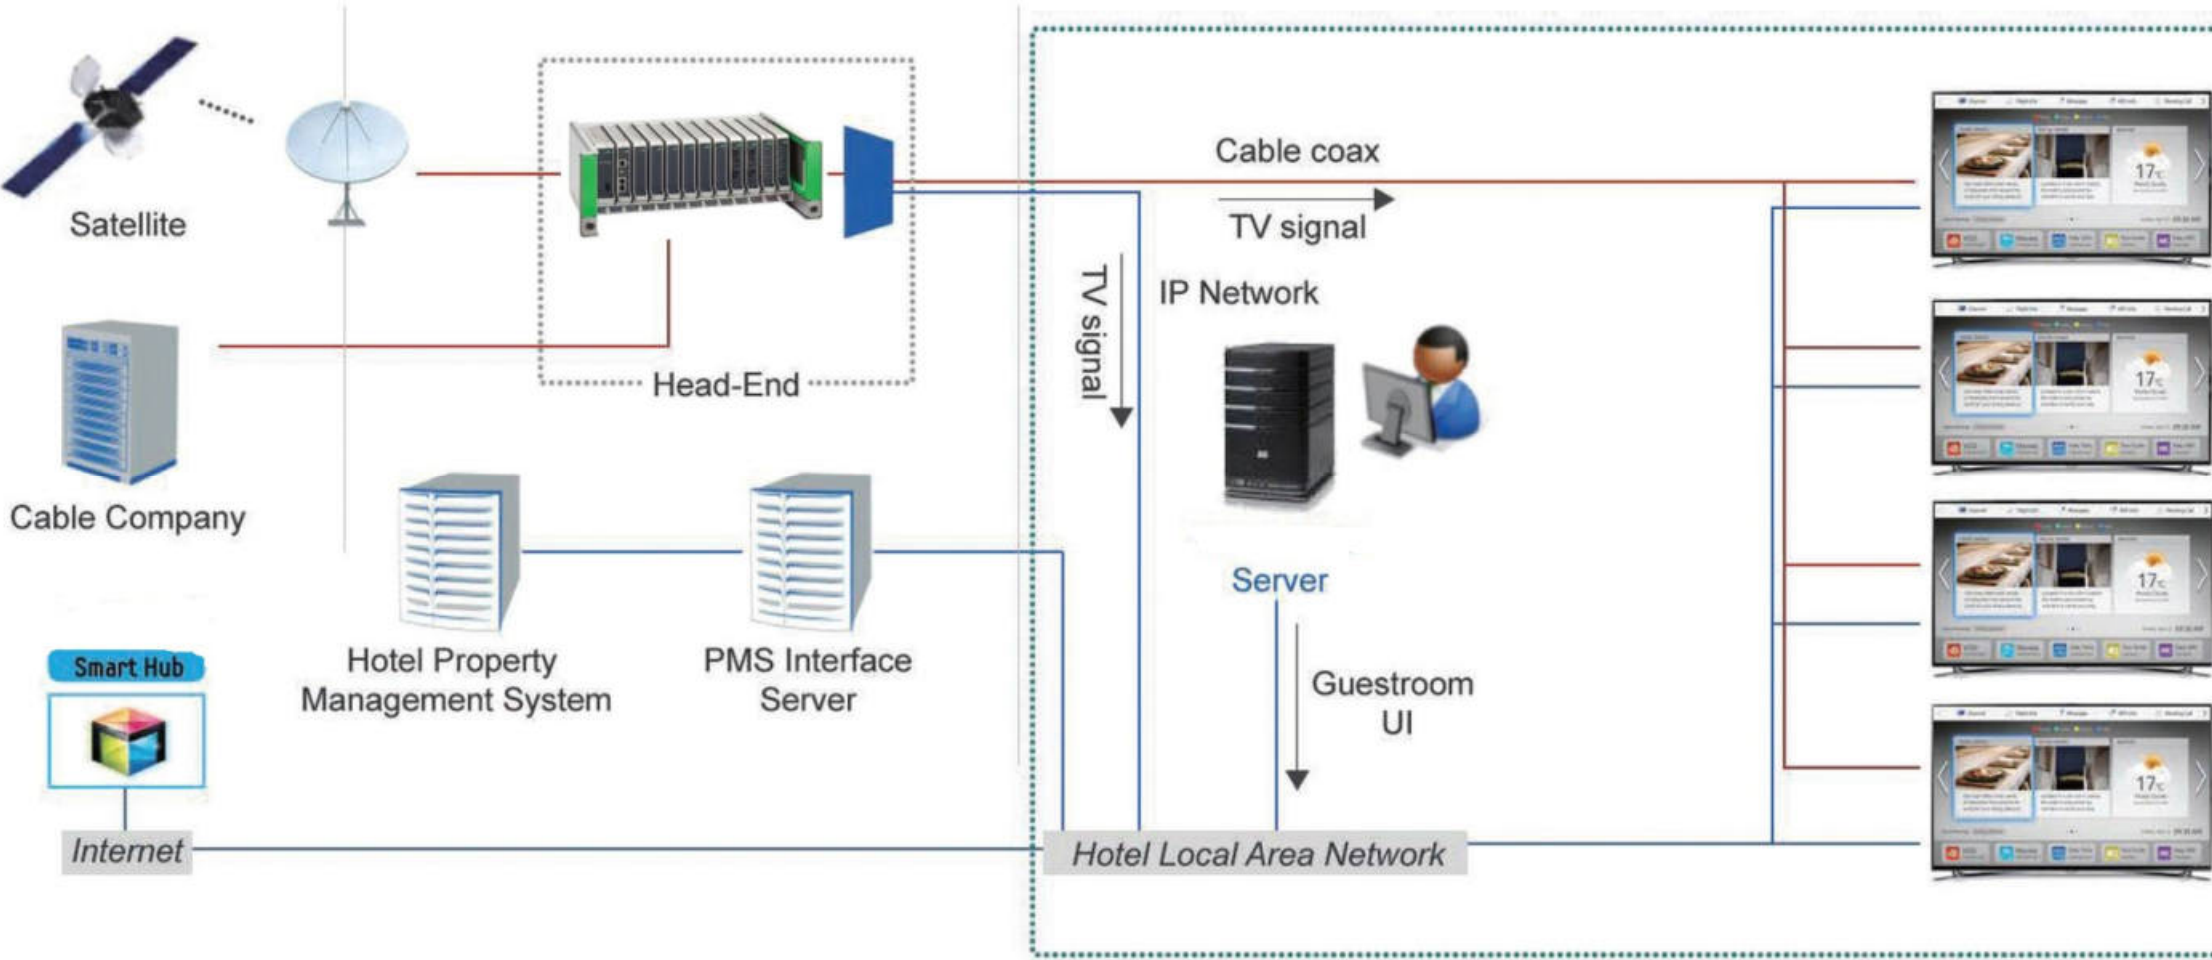 Satellite
Cable Company
Smart Hub
Internet
Head-End
Hotel Property
Management System
PMS Interface
Server
Cable coax
TV signal
TV signal
IP Network
Server
Guestroom
UI
Hotel Local Area Network
17°C
17°C
17°C
17°C